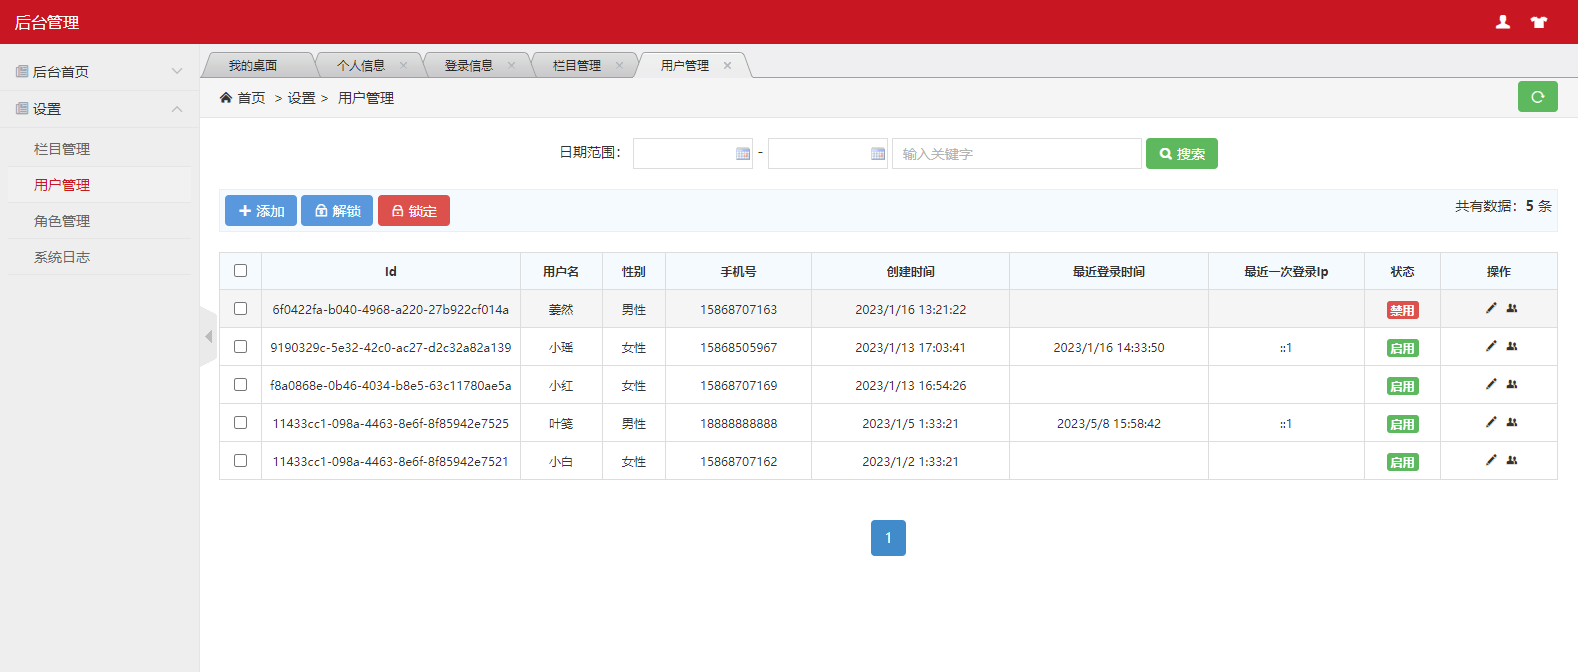 后台管理
后台首页
设置
栏目管理
用户管理
角色管理
系统日志
我的桌面 个人信息 登录信息 栏目管理 用户管理
首页 > 设置 > 用户管理
日期范围： - 输入关键字 搜索
添加 解锁 锁定 共有数据：5 条
Id 用户名 性别 手机号 创建时间 最近登录时间 最近一次登录Ip 状态 操作
6f0422fa-b040-4968-a220-27b922cf014a 姜然 男性 15868707163 2023/1/16 13:21:22 禁用
9190329c-5e32-42c0-ac27-d2c32a82a139 小瑶 女性 15868505967 2023/1/13 17:03:41 2023/1/16 14:33:50 ::1 启用
f8a0868e-0b46-4034-b8e5-63c11780ae5a 小红 女性 15868707169 2023/1/13 16:54:26 启用
11433cc1-098a-4463-8e6f-8f85942e7525 叶 男性 18888888888 2023/1/5 1:33:21 2023/5/8 15:58:42 ::1 启用
11433cc1-098a-4463-8e6f-8f85942e7521 小白 女性 15868707162 2023/1/2 1:33:21 启用
1